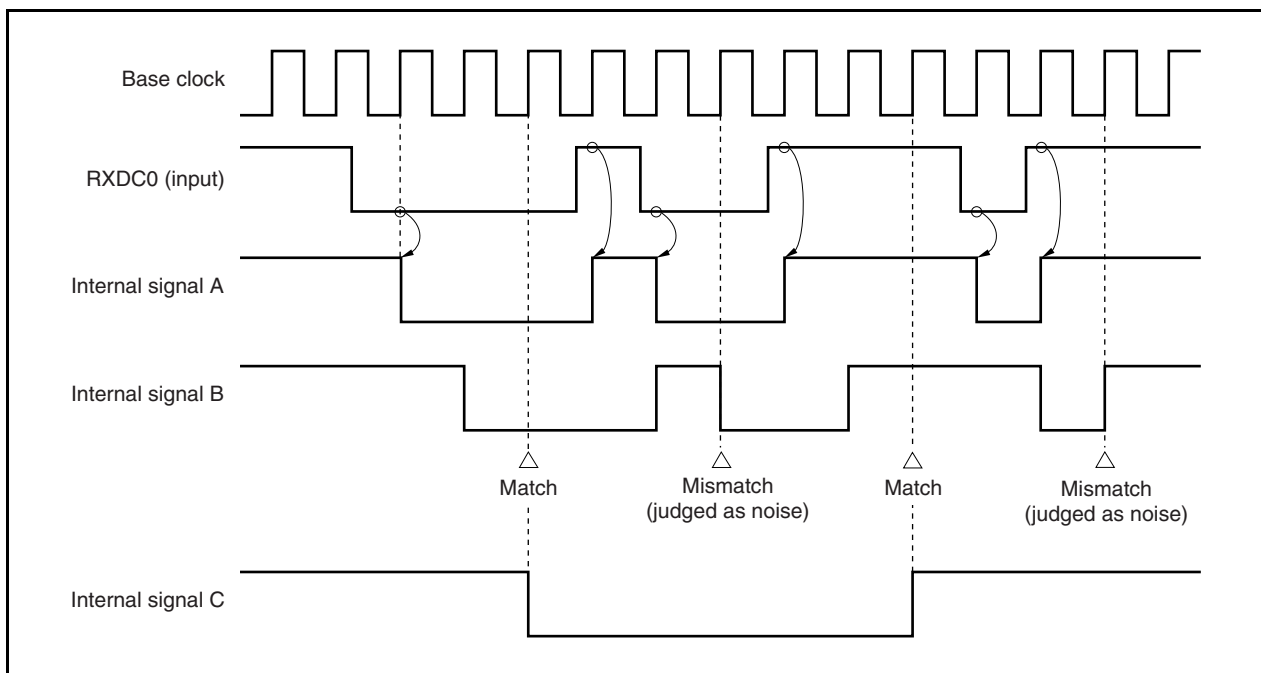 Base clock
RXDC0 (input)
Internal signal A
Internal signal B
Match
Mismatch
(judged as noise)
Match
Mismatch
(judged as noise)
Internal signal C